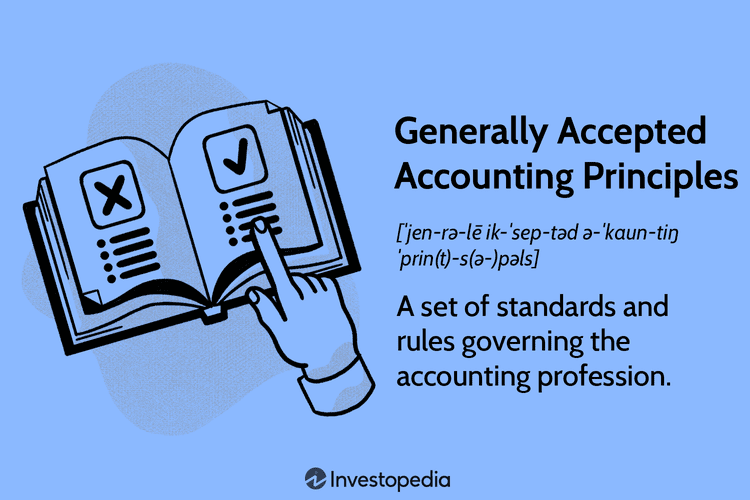 Generally Accepted
Accounting Principles
[ˈjen-rə-lē ik-ˈsep-təd ə-ˈkau̇n-tiŋ
ˈprin(t)-s(ə-)pəls]
A set of standards and
rules governing the
accounting profession.
Investopedia